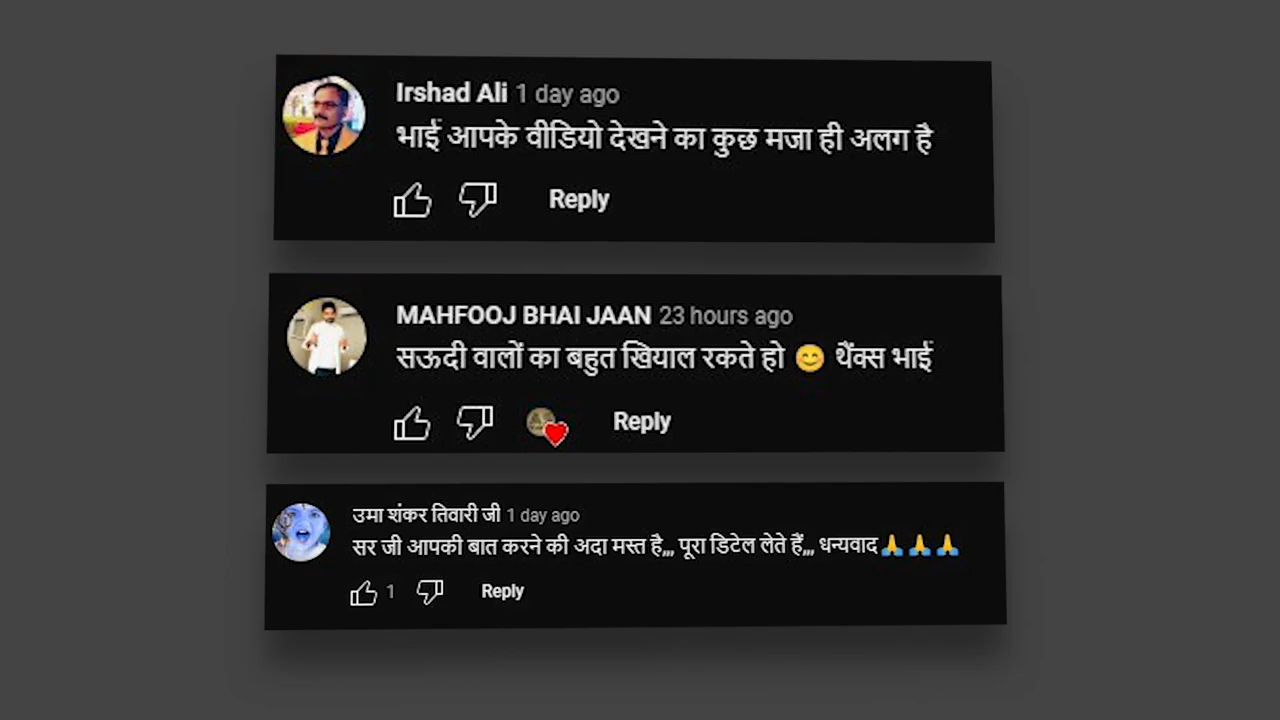 Irshad Ali 1 day ago
भाई आपके वीडियो देखने का कुछ मजा ही अलग है
Reply
MAHFOOJ BHAI JAAN 23 hours ago
सऊदी वालों का बहुत खियाल रकते हो 😊 थैंक्स भाई
Reply
उमा शंकर तिवारी जी 1 day ago
सर जी आपकी बात करने की अदा मस्त है,,, पूरा डिटेल लेते हैं,,, धन्यवाद🙏🙏🙏
1 Reply